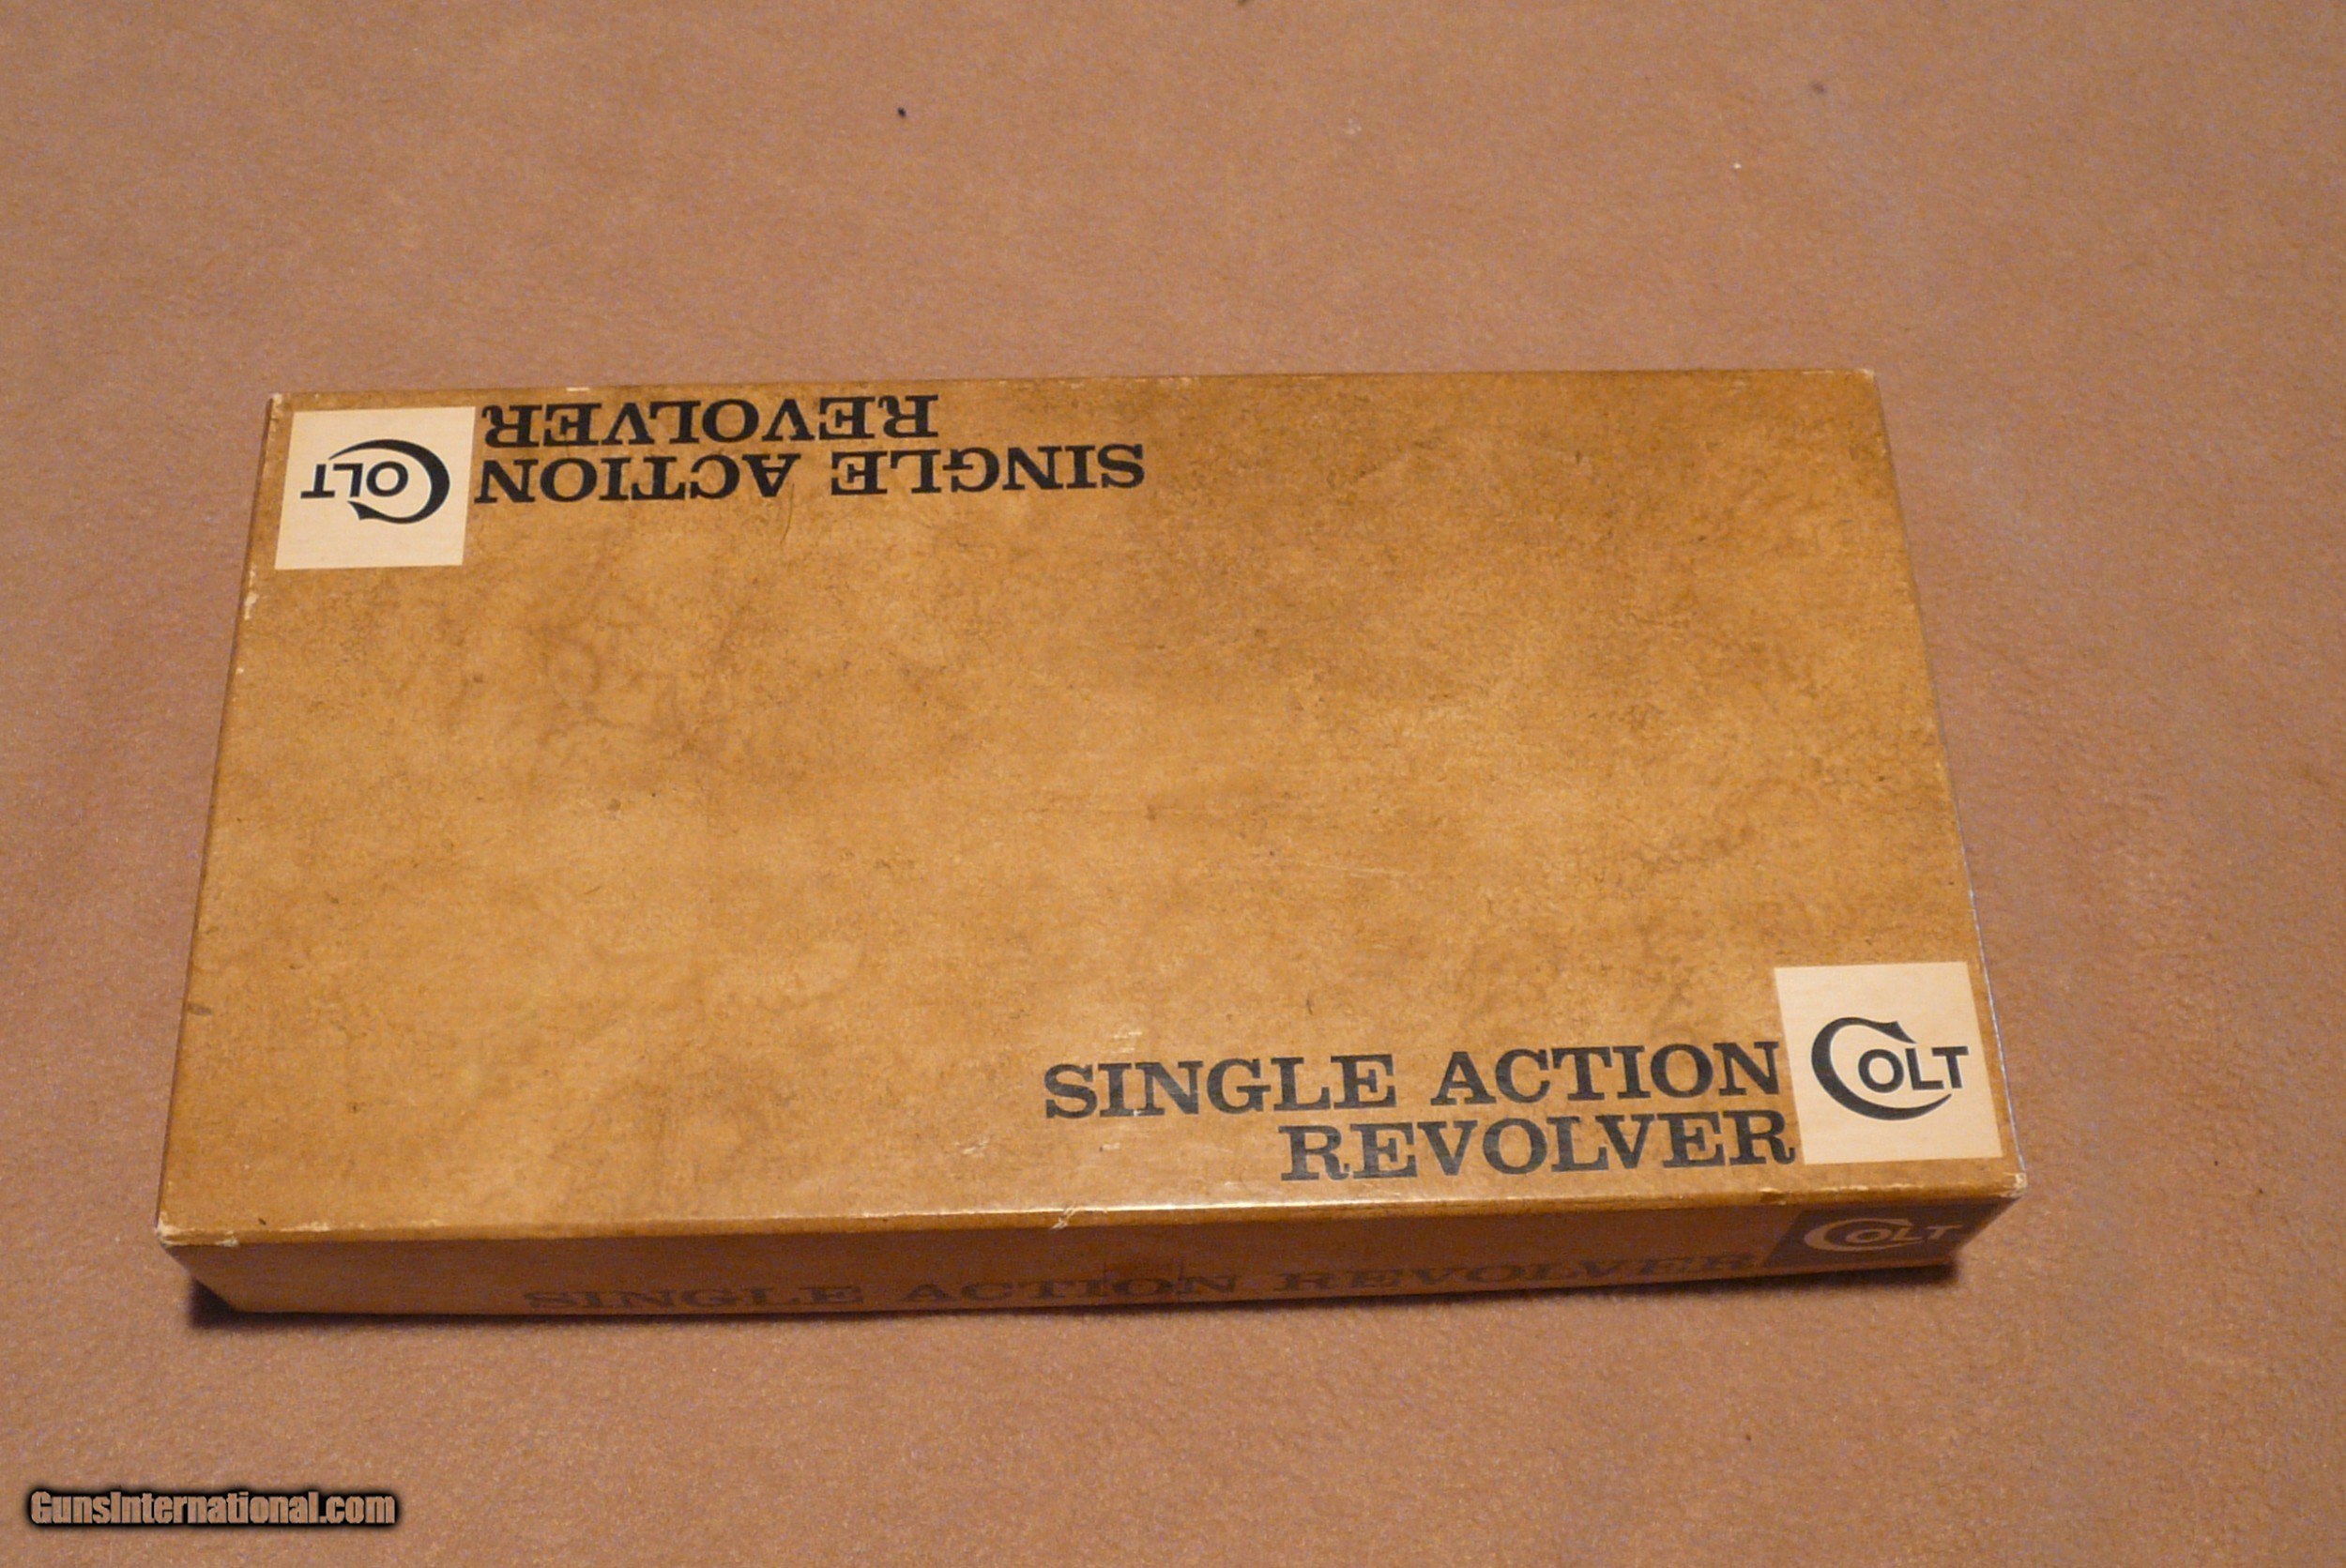 SINGLE ACTION
REVOLVER
COLT
SINGLE ACTION
REVOLVER
COLT
SINGLE ACTION REVOLVER
COLT
GunsInternational.com